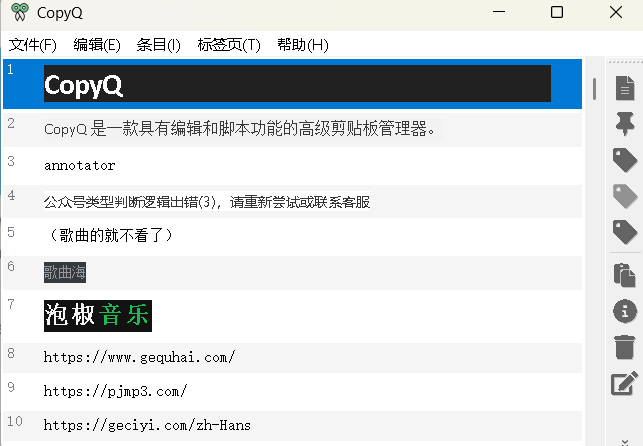 CopyQ
文件(F) 编辑(E) 条目(I) 标签页(T) 帮助(H)
1 CopyQ
2 CopyQ 是一款具有编辑和脚本功能的高级剪贴板管理器。
3 annotator
4 公众号类型判断逻辑出错(3)，请重新尝试或联系客服
5 （歌曲的就不看了）
6 歌曲海
7 泡椒音乐
8 https://www.gequhai.com/
9 https://pjmp3.com/
10 https://geciyi.com/zh-Hans